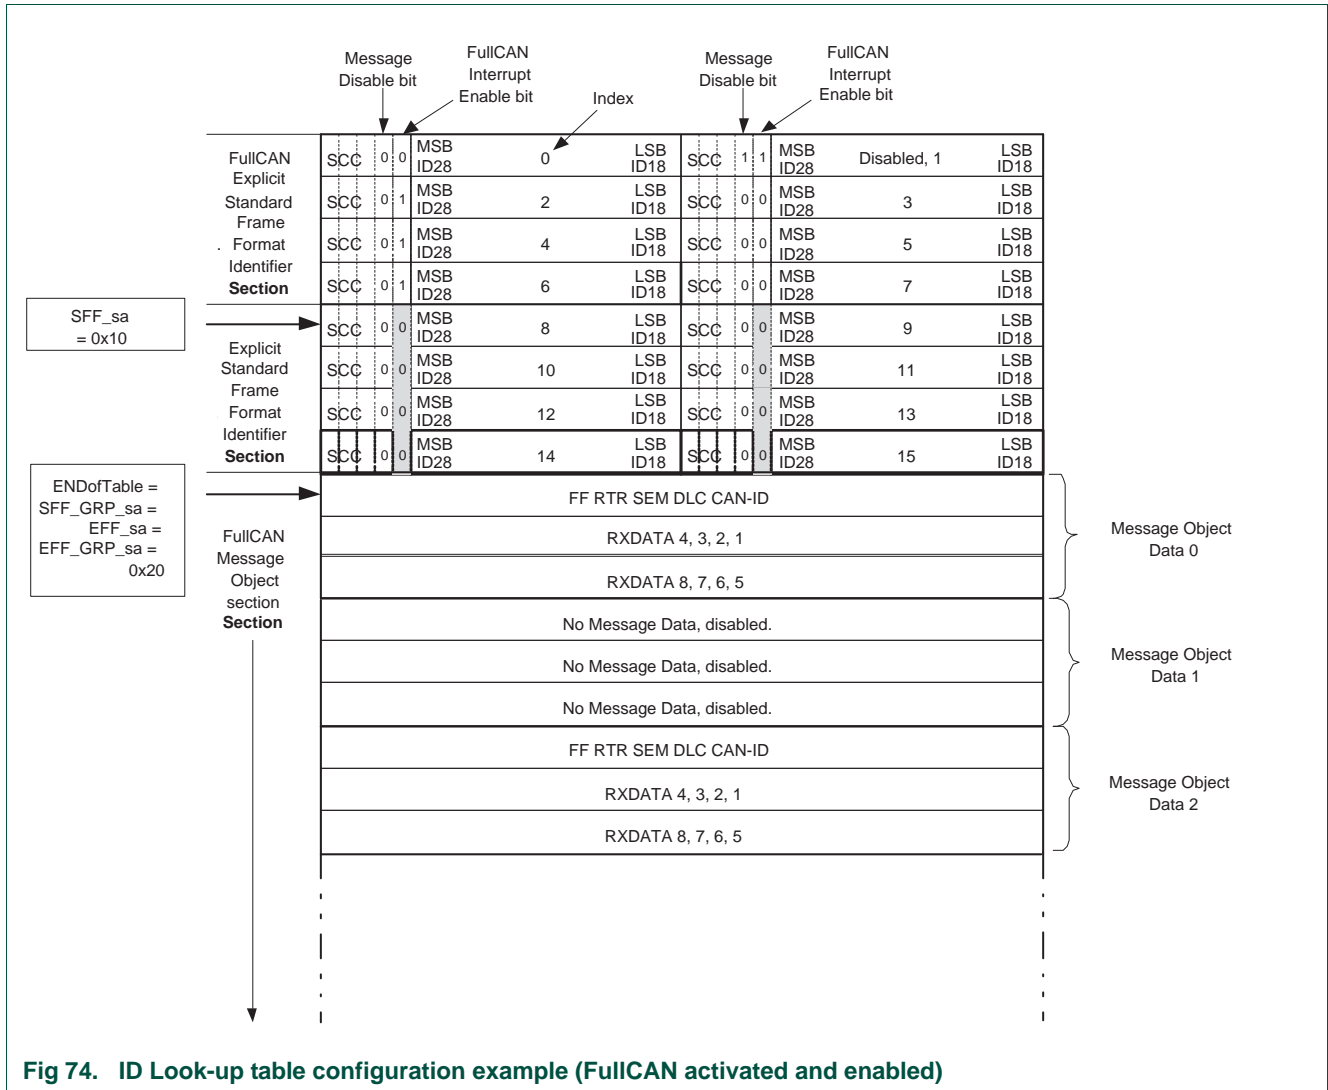 Message
Disable bit
FullCAN
Interrupt
Enable bit
Index
Message
Disable bit
FullCAN
Interrupt
Enable bit
FullCAN
Explicit
Standard
Frame
. Format
Identifier
Section
SCC 0 0 MSB ID28 0 LSB ID18 SCC 1 1 MSB ID28 Disabled, 1 LSB ID18
SCC 0 1 MSB ID28 2 LSB ID18 SCC 0 0 MSB ID28 3 LSB ID18
SCC 0 1 MSB ID28 4 LSB ID18 SCC 0 0 MSB ID28 5 LSB ID18
SCC 0 1 MSB ID28 6 LSB ID18 SCC 0 0 MSB ID28 7 LSB ID18
SFF_sa
= 0x10
Explicit
Standard
Frame
Format
Identifier
Section
SCC 0 0 MSB ID28 8 LSB ID18 SCC 0 0 MSB ID28 9 LSB ID18
SCC 0 0 MSB ID28 10 LSB ID18 SCC 0 0 MSB ID28 11 LSB ID18
SCC 0 0 MSB ID28 12 LSB ID18 SCC 0 0 MSB ID28 13 LSB ID18
SCC 0 0 MSB ID28 14 LSB ID18 SCC 0 0 MSB ID28 15 LSB ID18
ENDofTable =
SFF_GRP_sa =
EFF_sa =
EFF_GRP_sa =
0x20
FullCAN
Message
Object
section
Section
FF RTR SEM DLC CAN-ID
RXDATA 4, 3, 2, 1
RXDATA 8, 7, 6, 5
Message Object
Data 0
No Message Data, disabled.
No Message Data, disabled.
No Message Data, disabled.
Message Object
Data 1
FF RTR SEM DLC CAN-ID
RXDATA 4, 3, 2, 1
RXDATA 8, 7, 6, 5
Message Object
Data 2
Fig 74. ID Look-up table configuration example (FullCAN activated and enabled)